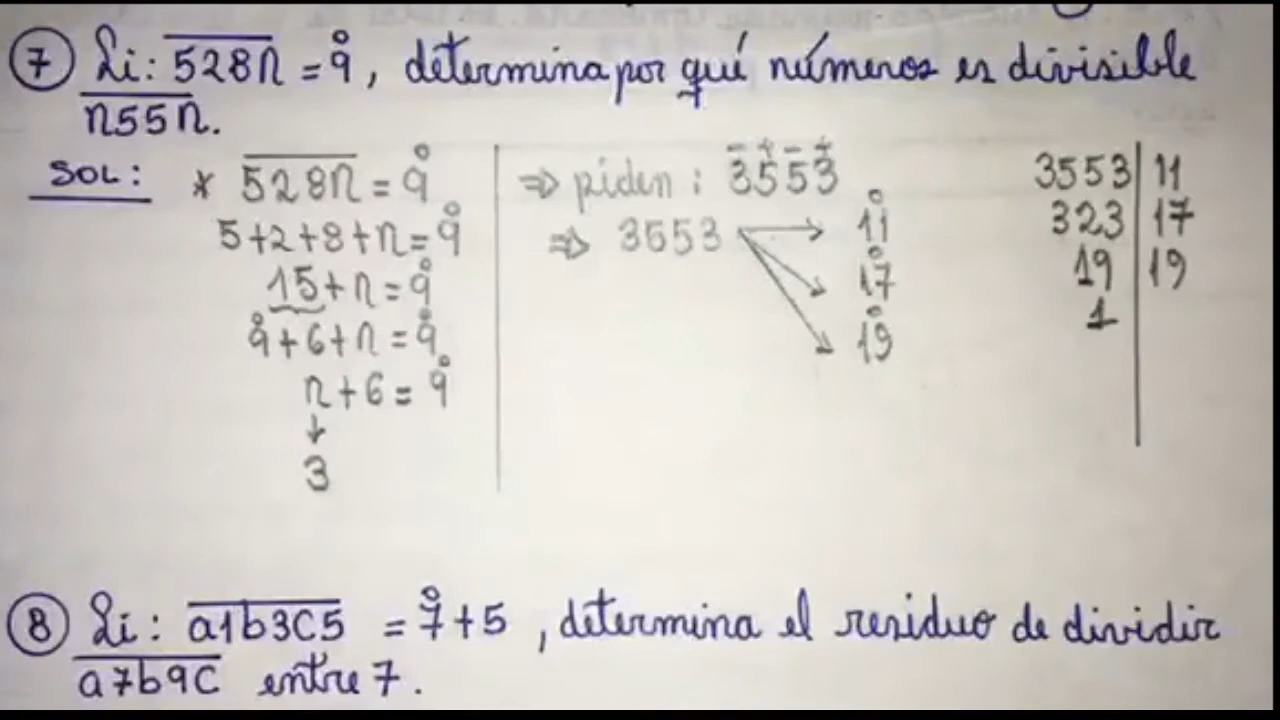 7 Si: 528n = 9̊, determina por qué números es divisible
n55n.
SOL:
* 528n = 9̊
5+2+8+n = 9̊
15+n = 9̊
9̊+6+n = 9̊
n+6 = 9̊
↓
3
⇒ piden: 3553
- + - +
⇒ 3553 → 11̊
17̊
19̊
3553 | 11
323 | 17
19 | 19
1
8 Si: a1b3c5 = 7̊+5, determina el residuo de dividir
a7b9c entre 7.